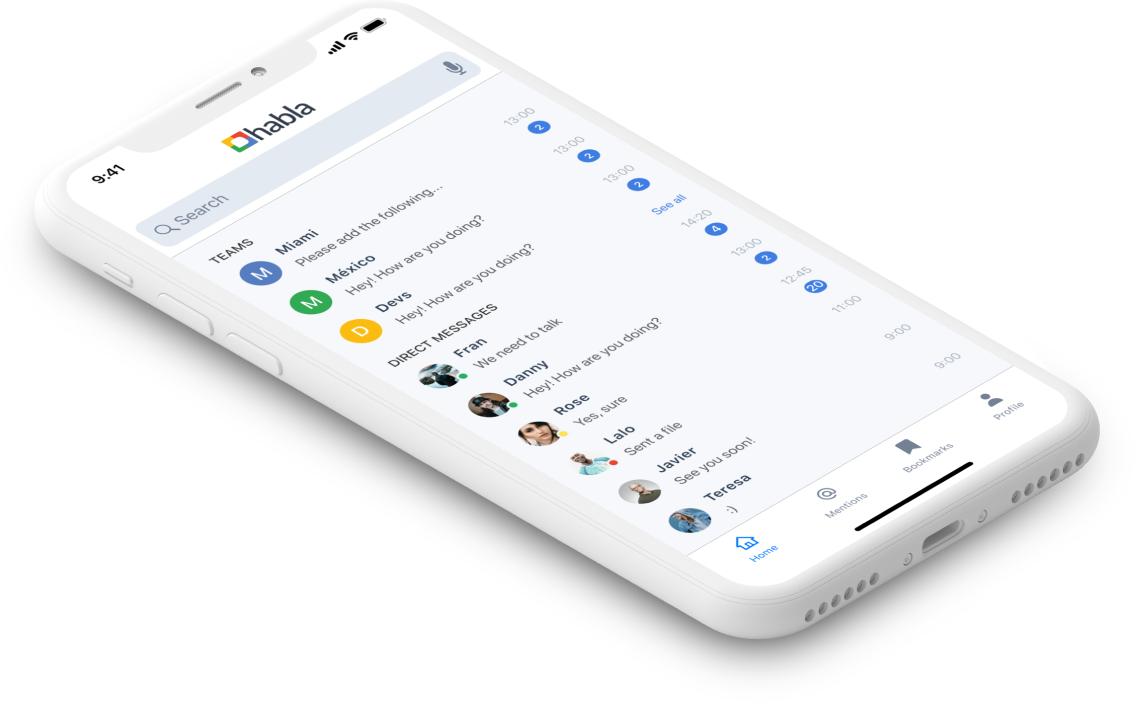 9:41
habla
Search
TEAMS
M
Miami
13:00
Please add the following...
2
M
México
13:00
Hey! How are you doing?
2
D
Devs
13:00
Hey! How are you doing?
2
DIRECT MESSAGES
See all
Fran
14:20
We need to talk
4
Danny
13:00
Hey! How are you doing?
2
Rose
12:45
Yes, sure
20
Lalo
11:00
Sent a file
Javier
9:00
See you soon!
Teresa
9:00
:)
Home
Mentions
Bookmarks
Profile